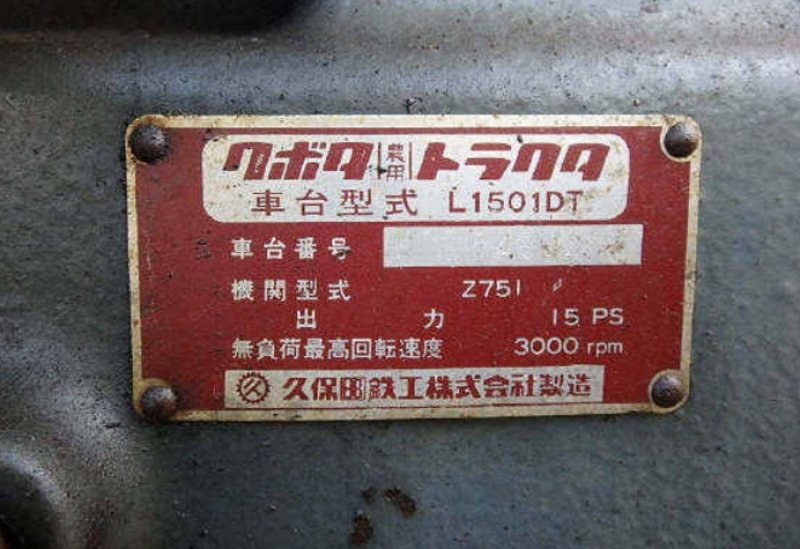 クボタ農用トラクタ
車台型式 L1501DT
車台番号
機関型式 Z751
出力 15 PS
無負荷最高回転速度 3000 rpm
久保田鉄工株式会社製造